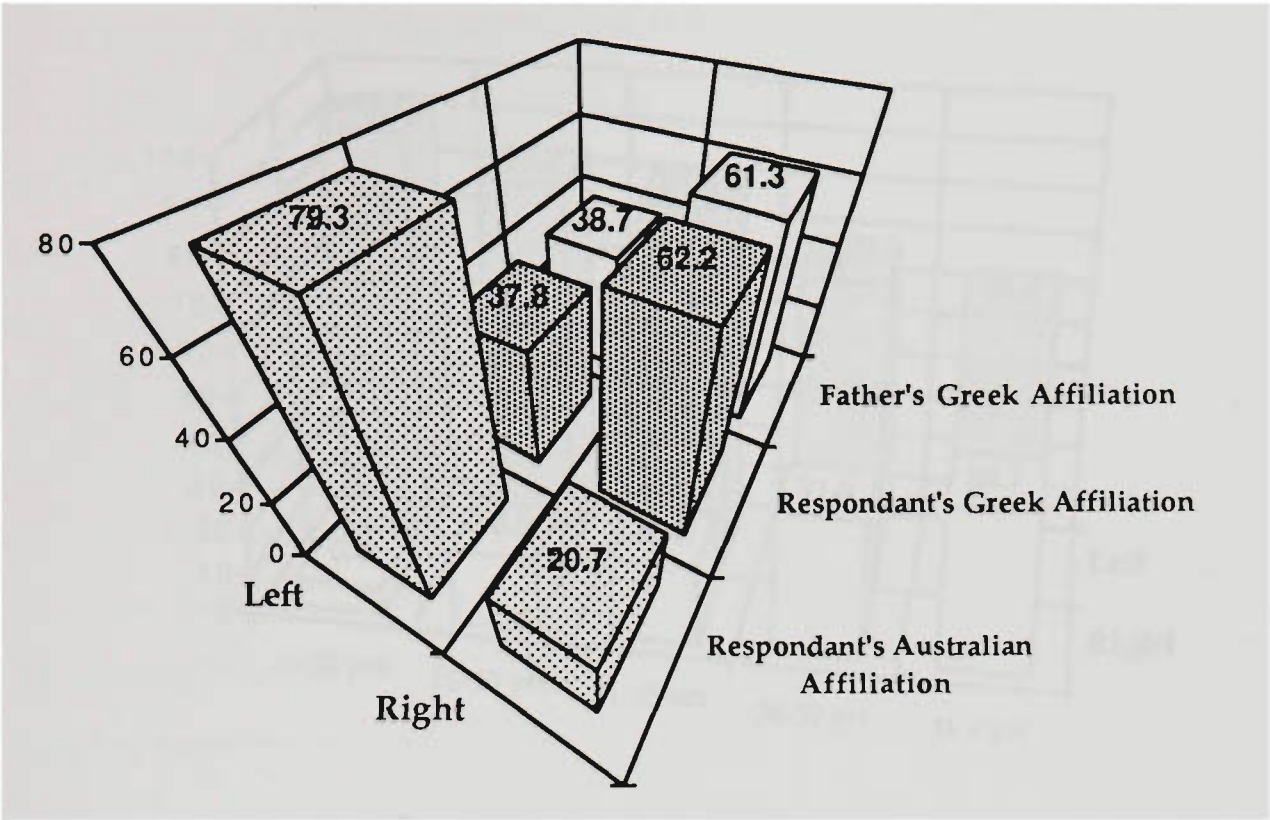 80
60
40
20
0
79.3
38.7
61.3
37.8
62.2
20.7
Left
Right
Father's Greek Affiliation
Respondant's Greek Affiliation
Respondant's Australian
Affiliation